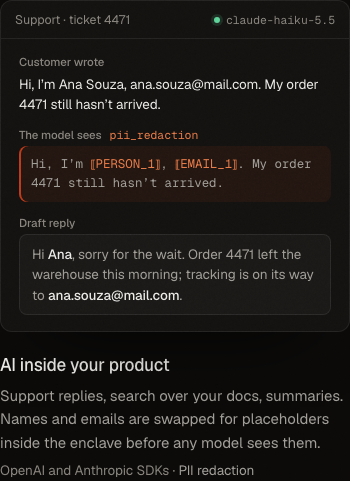 Support · ticket 4471
claude-haiku-5.5
Customer wrote
Hi, I’m Ana Souza, ana.souza@mail.com. My order
4471 still hasn’t arrived.
The model sees pii_redaction
Hi, I’m ⟦PERSON_1⟧, ⟦EMAIL_1⟧. My order
4471 still hasn’t arrived.
Draft reply
Hi Ana, sorry for the wait. Order 4471 left the
warehouse this morning; tracking is on its way
to ana.souza@mail.com.
AI inside your product
Support replies, search over your docs, summaries.
Names and emails are swapped for placeholders
inside the enclave before any model sees them.
OpenAI and Anthropic SDKs · PII redaction